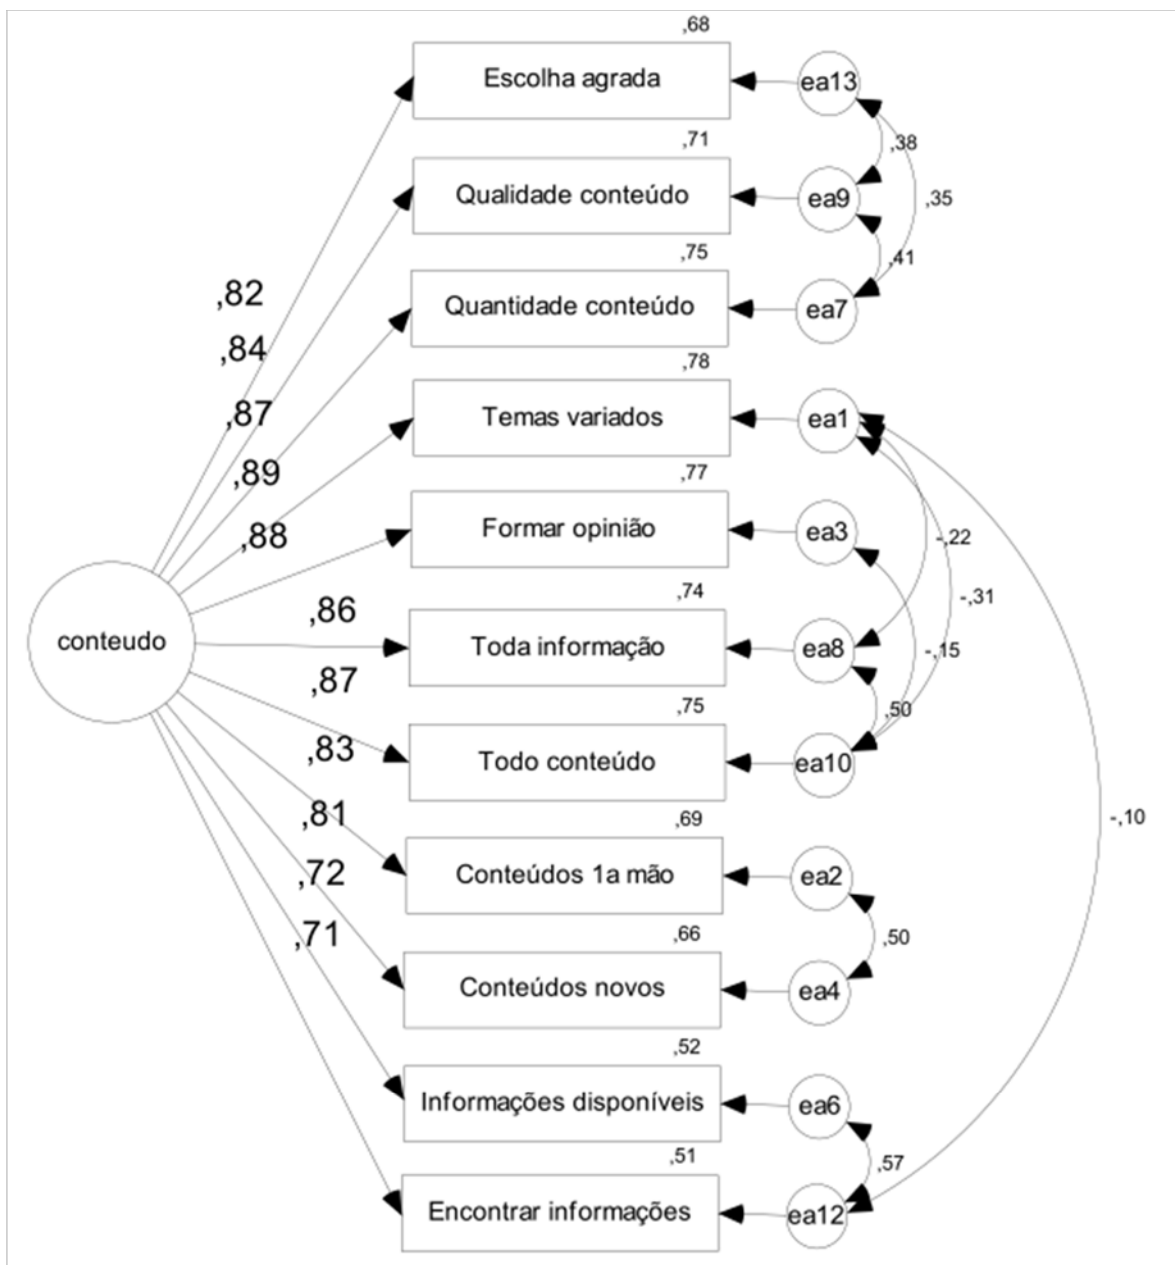 ,68
Escolha agrada
ea13
,38
,71
Qualidade conteúdo
ea9
,35
,41
,75
Quantidade conteúdo
ea7
,82
,84
,87
,89
,88
,78
Temas variados
ea1
,77
Formar opinião
ea3
-,22
-,31
-,15
conteudo
,86
,74
Toda informação
ea8
,50
,87
,75
Todo conteúdo
ea10
,83
-,10
,81
,69
Conteúdos 1a mão
ea2
,50
,72
,66
Conteúdos novos
ea4
,71
,52
Informações disponíveis
ea6
,57
,51
Encontrar informações
ea12